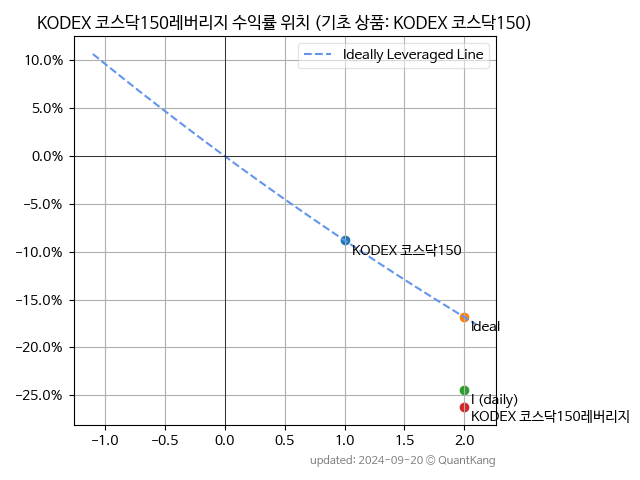 KODEX 코스닥150레버리지 수익률 위치 (기초 상품: KODEX 코스닥150)
Ideally Leveraged Line
10.0%
5.0%
0.0%
−5.0%
−10.0%
−15.0%
−20.0%
−25.0%
KODEX 코스닥150
Ideal
I (daily)
KODEX 코스닥150레버리지
−1.0 −0.5 0.0 0.5 1.0 1.5 2.0
updated: 2024-09-20 © QuantKang